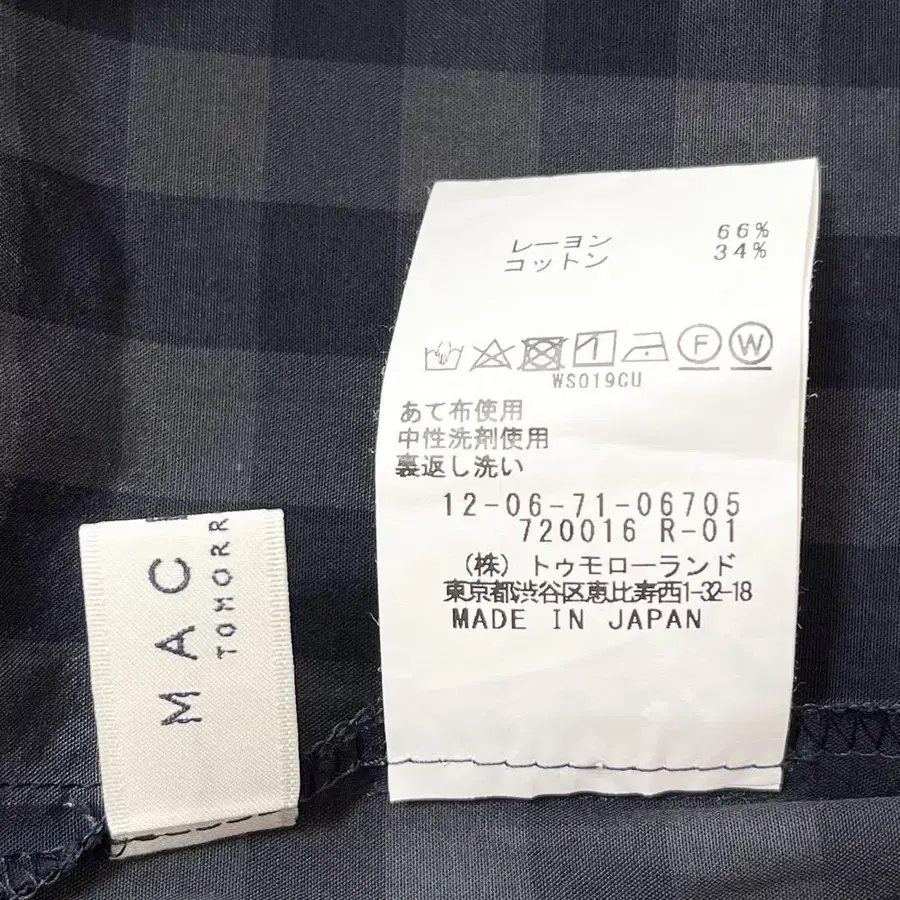 レーヨン 66%
コットン 34%
F W
WS019CU
あて布使用
中性洗剤使用
裏返し洗い
12-06-71-06705
720016 R-01
(株) トゥモローランド
東京都渋谷区恵比寿西1-32-18
MADE IN JAPAN
MAC
TOMORR